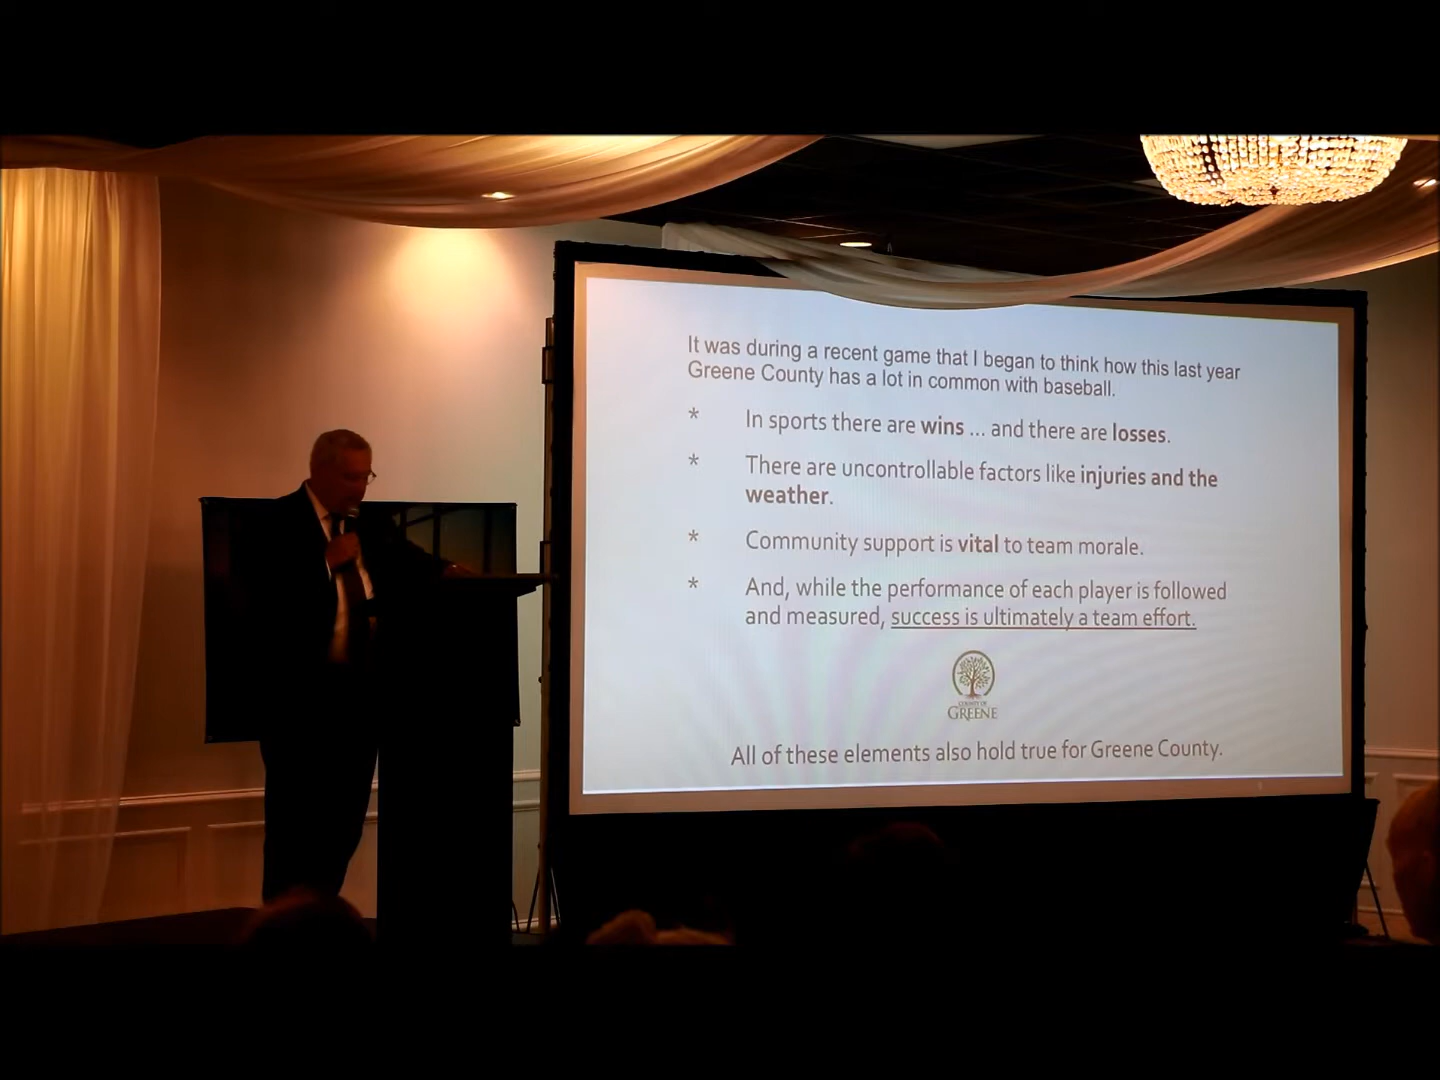 It was during a recent game that I began to think how this last year
Greene County has a lot in common with baseball.
* In sports there are wins ... and there are losses.
* There are uncontrollable factors like injuries and the
weather.
* Community support is vital to team morale.
* And, while the performance of each player is followed
and measured, success is ultimately a team effort.
COUNTY OF
GREENE
All of these elements also hold true for Greene County.